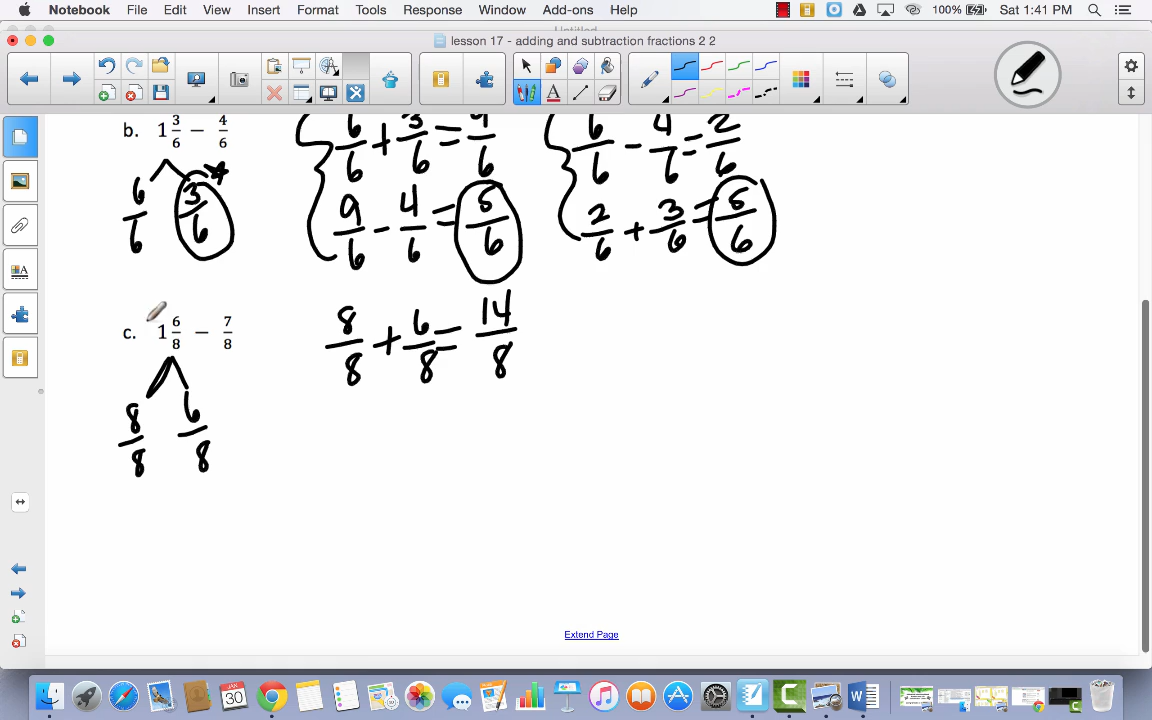 Notebook File Edit View Insert Format Tools Response Window Add-ons Help 100% Sat 1:41 PM
lesson 17 - adding and subtraction fractions 2 2
b. 1 3/6 − 4/6
6/6 3/6
6/6 + 3/6 = 9/6
9/6 − 4/6 = 5/6
6/6 − 4/6 = 2/6
2/6 + 3/6 = 5/6
c. 1 6/8 − 7/8
8/8 6/8
8/8 + 6/8 = 14/8
Extend Page
JAN 30